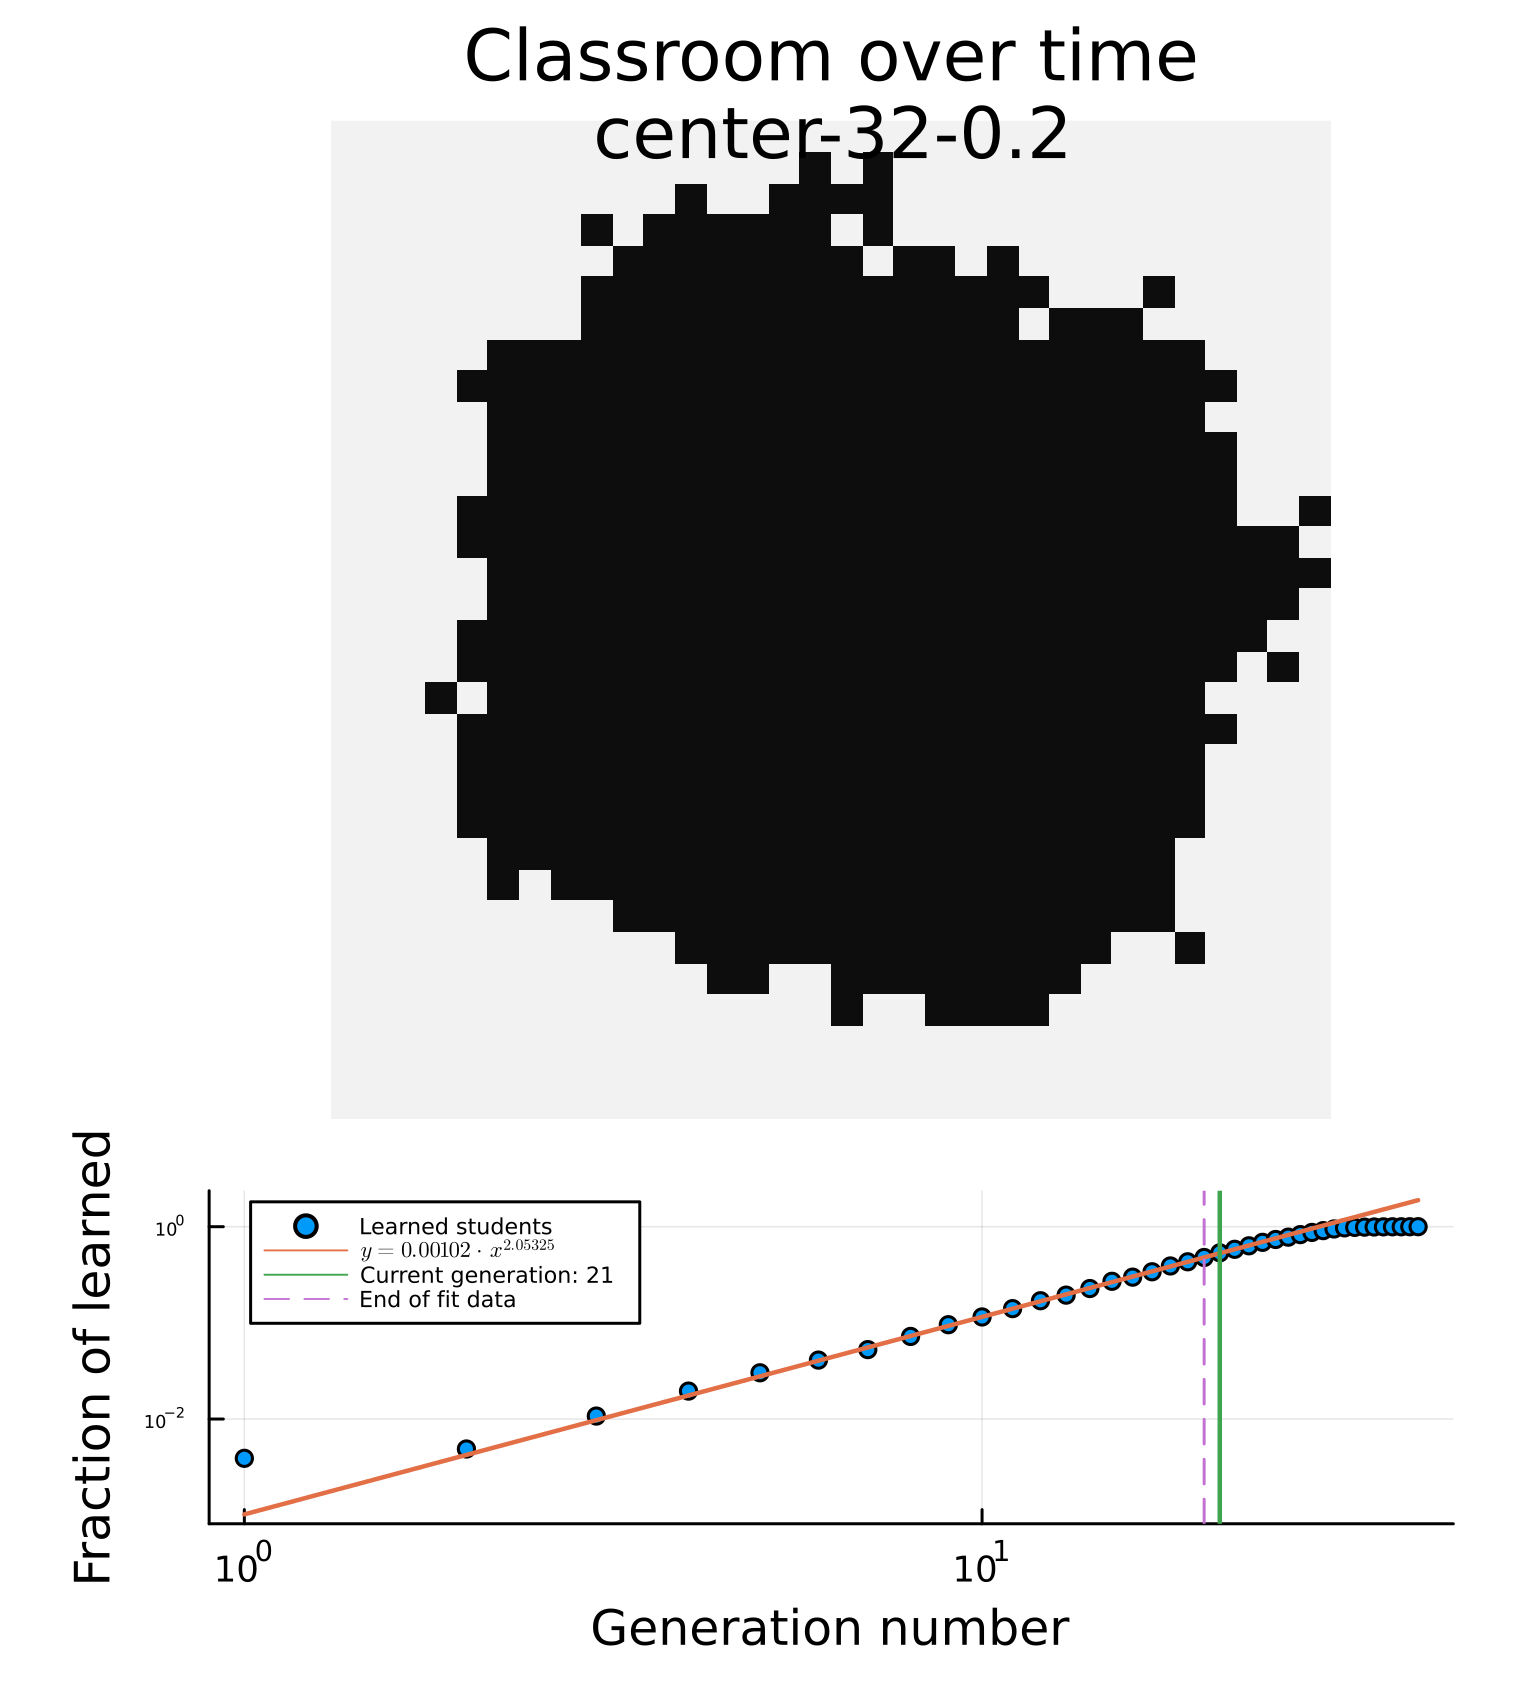 Classroom over time
center-32-0.2
Fraction of learned
10⁰
10⁻²
Learned students
y = 0.00102 · x^2.05325
Current generation: 21
End of fit data
10⁰
10¹
Generation number